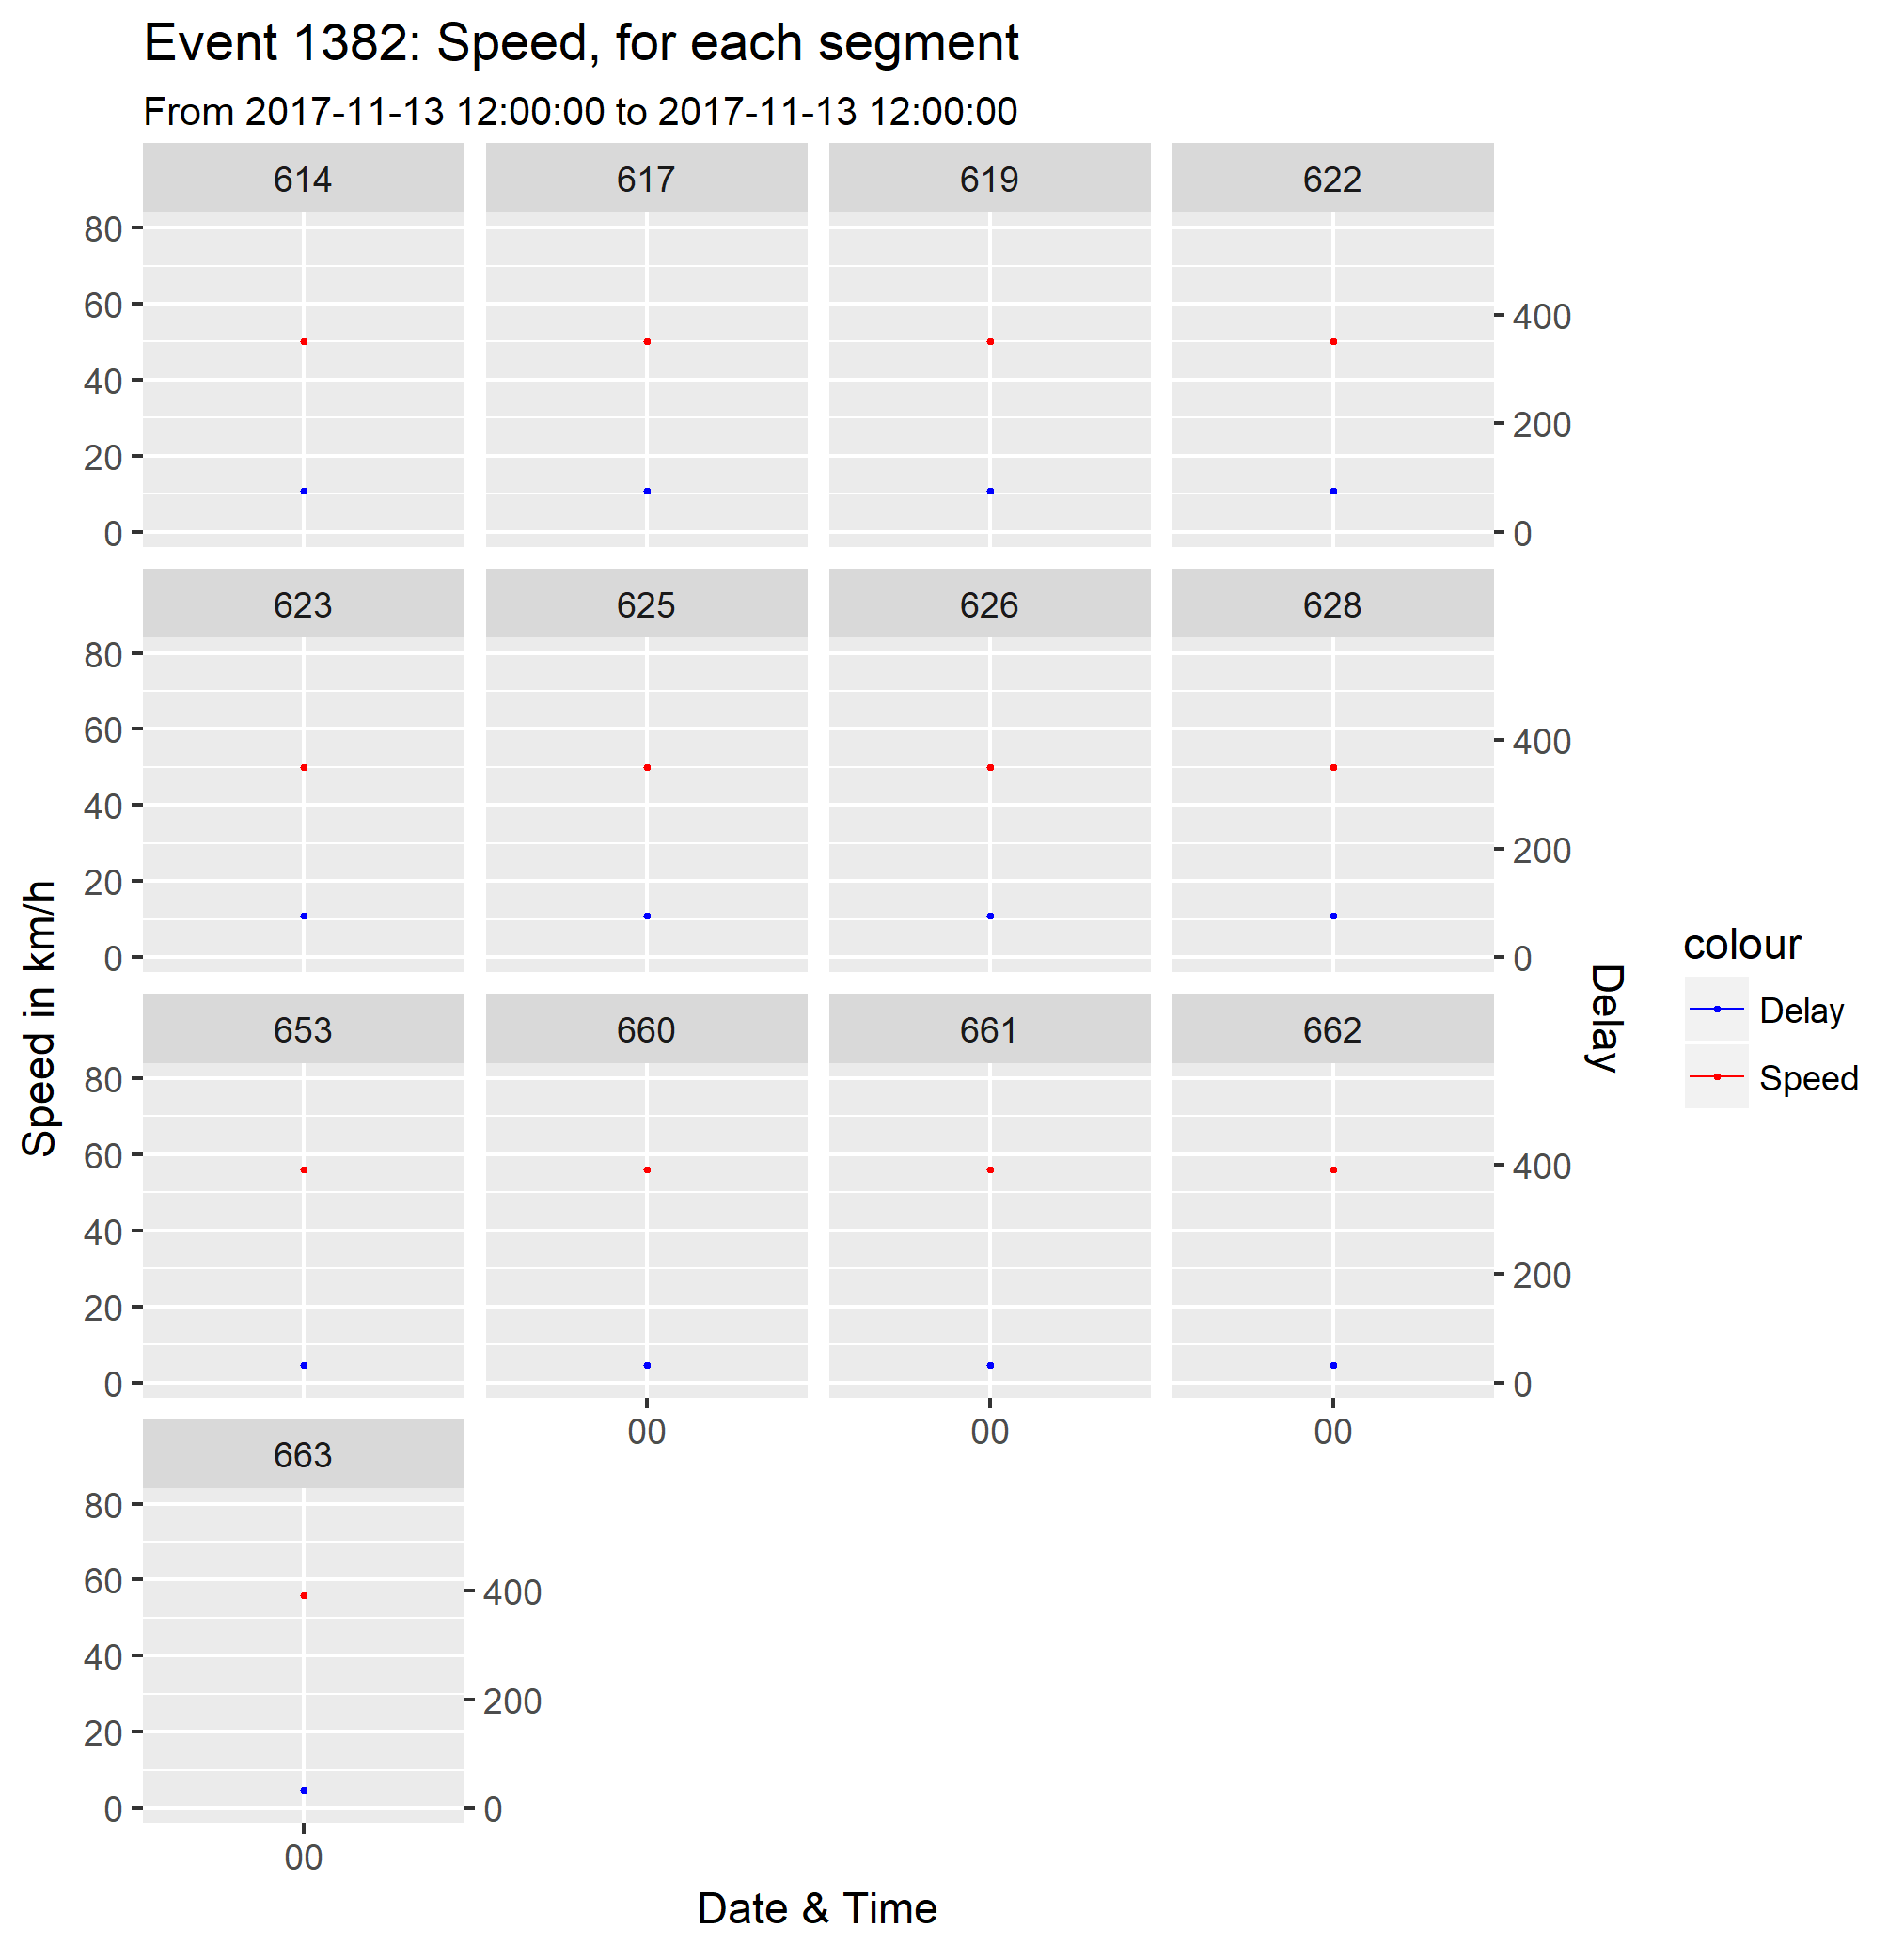 Event 1382: Speed, for each segment
From 2017-11-13 12:00:00 to 2017-11-13 12:00:00
614 617 619 622
80
60
40
20
0
400
200
0
623 625 626 628
80
60
40
20
0
400
200
0
653 660 661 662
80
60
40
20
0
400
200
0
00 00 00
663
80
60
40
20
0
400
200
0
00
Speed in km/h
Delay
Date & Time
colour
Delay
Speed